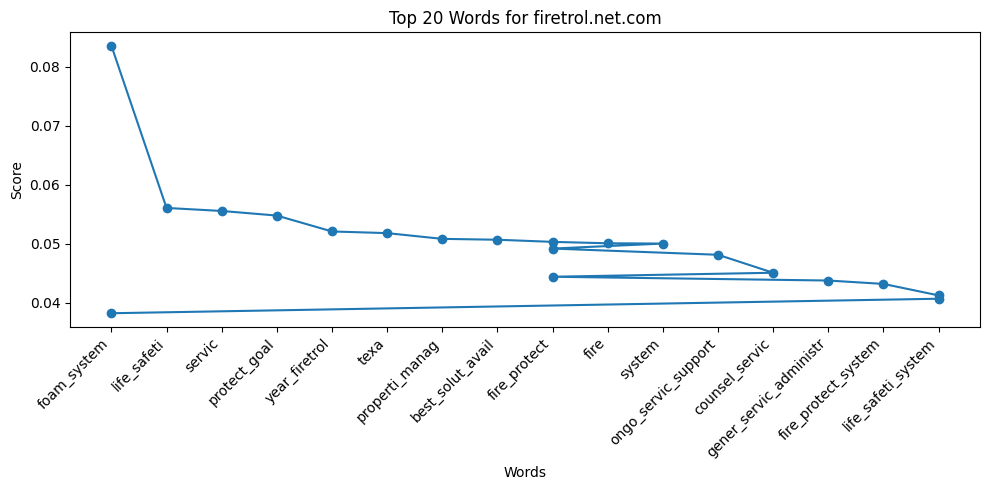 Top 20 Words for firetrol.net.com
Score
0.08
0.07
0.06
0.05
0.04
foam_system
life_safeti
servic
protect_goal
year_firetrol
texa
properti_manag
best_solut_avail
fire_protect
fire
system
ongo_servic_support
counsel_servic
gener_servic_administr
fire_protect_system
life_safeti_system
Words